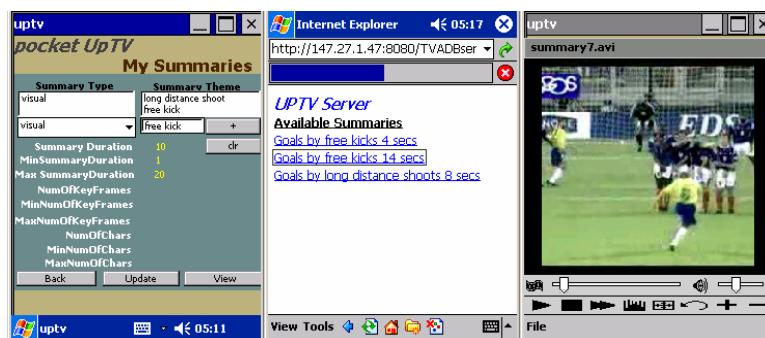 uptv
pocket UpTV
My Summaries
Summary Type Summary Theme
visual long distance shoot
free kick
visual free kick +
Summary Duration 10 clr
MinSummaryDuration 1
Max SummaryDuration 20
NumOfKeyFrames
MinNumOfKeyFrames
MaxNumOfKeyFrames
NumOfChars
MinNumOfChars
MaxNumOfChars
Back Update View
uptv 05:11
Internet Explorer 05:17
http://147.27.1.47:8080/TVADBser
UPTV Server
Available Summaries
Goals by free kicks 4 secs
Goals by free kicks 14 secs
Goals by long distance shoots 8 secs
View Tools
uptv
summary7.avi
EDS
File